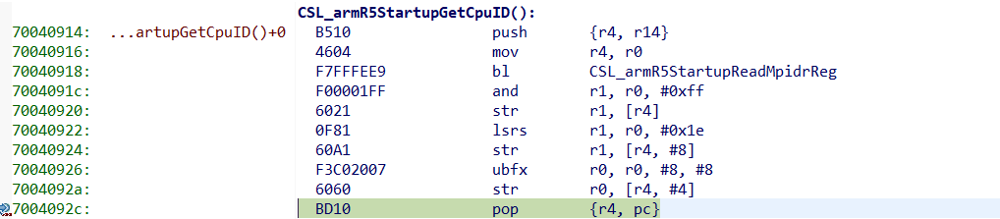 CSL_armR5StartupGetCpuID():
70040914: ...artupGetCpuID()+0 B510 push {r4, r14}
70040916: 4604 mov r4, r0
70040918: F7FFFEE9 bl CSL_armR5StartupReadMpidrReg
7004091c: F00001FF and r1, r0, #0xff
70040920: 6021 str r1, [r4]
70040922: 0F81 lsrs r1, r0, #0x1e
70040924: 60A1 str r1, [r4, #8]
70040926: F3C02007 ubfx r0, r0, #8, #8
7004092a: 6060 str r0, [r4, #4]
7004092c: BD10 pop {r4, pc}